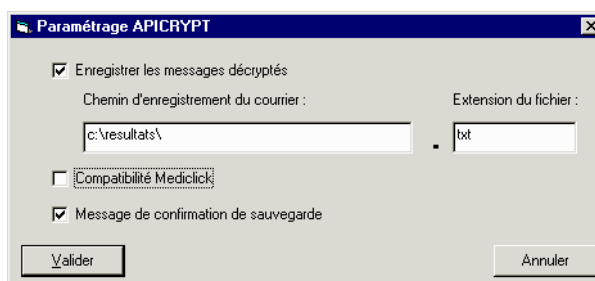 Paramétrage APICRYPT
Enregistrer les messages décryptés
Chemin d'enregistrement du courrier :
Extension du fichier :
c:\resultats\
.
txt
Compatibilité Mediclick
Message de confirmation de sauvegarde
Valider
Annuler